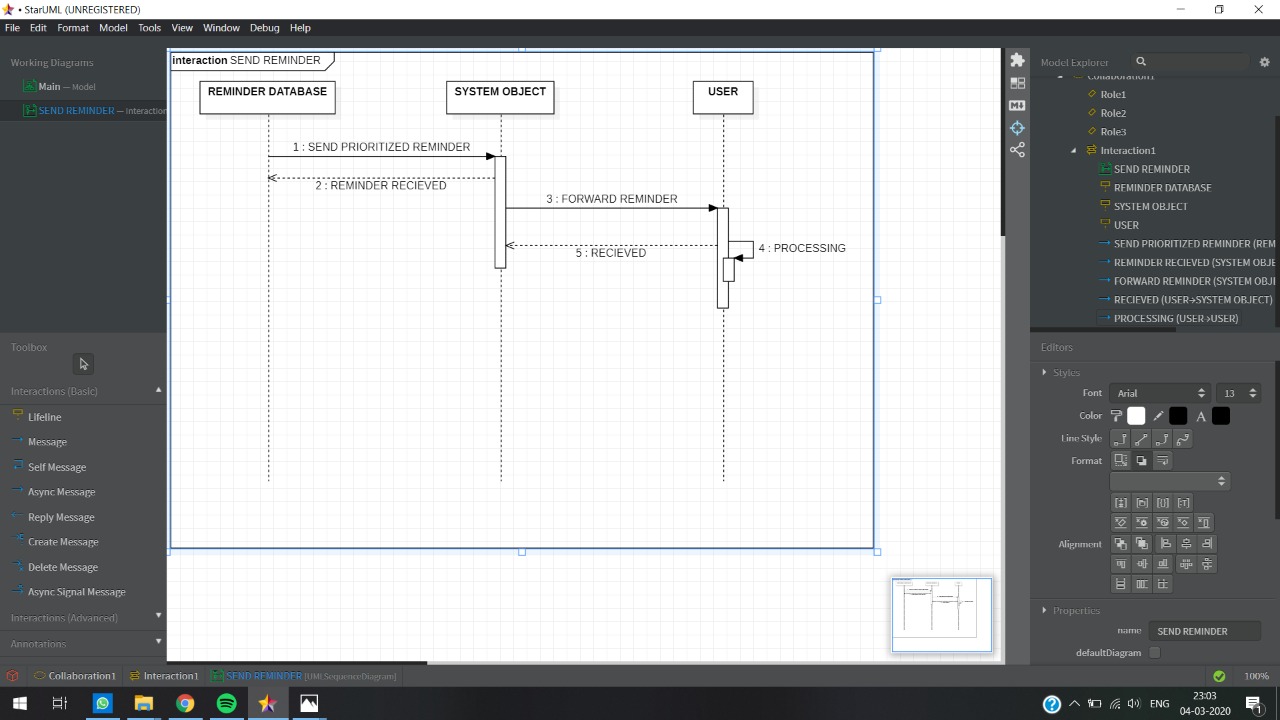 • StarUML (UNREGISTERED)
File Edit Format Model Tools View Window Debug Help
Working Diagrams
Main — Model
SEND REMINDER — Interaction
Toolbox
Interactions (Basic)
Lifeline
Message
Self Message
Async Message
Reply Message
Create Message
Delete Message
Async Signal Message
Interactions (Advanced)
Annotations
interaction SEND REMINDER
REMINDER DATABASE
SYSTEM OBJECT
USER
1 : SEND PRIORITIZED REMINDER
2 : REMINDER RECIEVED
3 : FORWARD REMINDER
4 : PROCESSING
5 : RECIEVED
Model Explorer
Collaboration1
Role1
Role2
Role3
Interaction1
SEND REMINDER
REMINDER DATABASE
SYSTEM OBJECT
USER
SEND PRIORITIZED REMINDER (REM
REMINDER RECIEVED (SYSTEM OBJE
FORWARD REMINDER (SYSTEM OBJ
RECIEVED (USER→SYSTEM OBJECT)
PROCESSING (USER→USER)
Editors
Styles
Font Arial 13
Color A
Line Style
Format
Alignment
Properties
name SEND REMINDER
defaultDiagram
Collaboration1 Interaction1 SEND REMINDER [UMLSequenceDiagram]
100%
ENG
23:03
04-03-2020
1